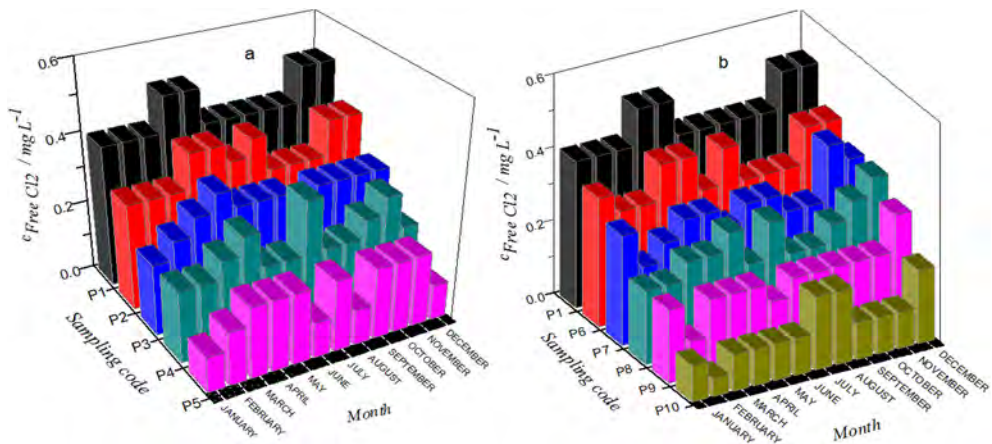 a
0.6
0.4
0.2
0.0
cFree Cl2 / mg L-1
P1
P2
P3
P4
P5
Sampling code
JANUARY
FEBRUARY
MARCH
APRIL
MAY
JUNE
JULY
AUGUST
SEPTEMBER
OCTOBER
NOVEMBER
DECEMBER
Month
b
0.6
0.4
0.2
0.0
cFree Cl2 / mg L-1
P1
P6
P7
P8
P9
P10
Sampling code
JANUARY
FEBRUARY
MARCH
APRIL
MAY
JUNE
JULY
AUGUST
SEPTEMBER
OCTOBER
NOVEMBER
DECEMBER
Month